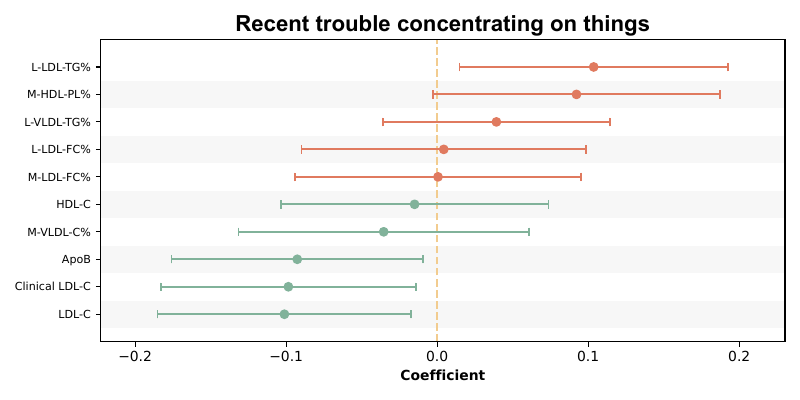 Recent trouble concentrating on things
L-LDL-TG%
M-HDL-PL%
L-VLDL-TG%
L-LDL-FC%
M-LDL-FC%
HDL-C
M-VLDL-C%
ApoB
Clinical LDL-C
LDL-C
−0.2 −0.1 0.0 0.1 0.2
Coefficient